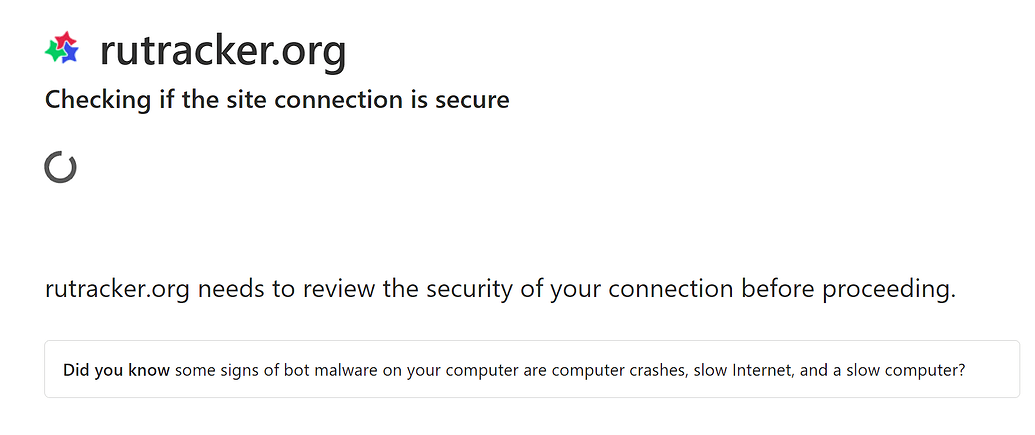 rutracker.org
Checking if the site connection is secure
rutracker.org needs to review the security of your connection before proceeding.
Did you know some signs of bot malware on your computer are computer crashes, slow Internet, and a slow computer?